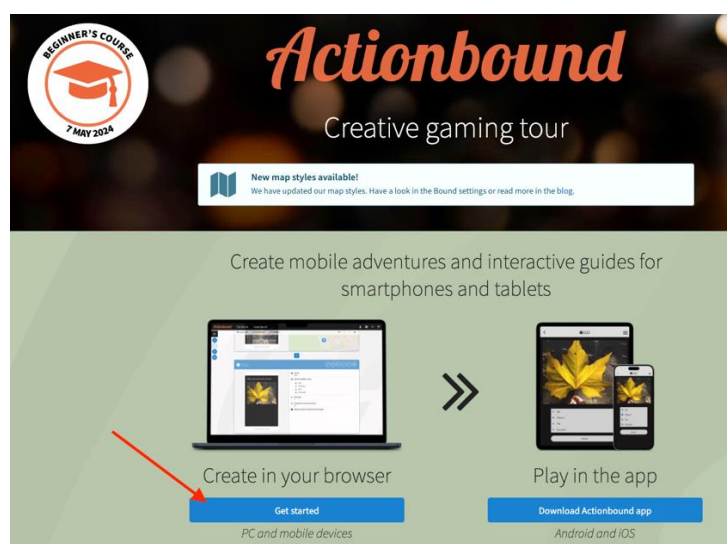 BEGINNER'S COURSE
7 MAY 2024
Actionbound
Creative gaming tour
New map styles available!
We have updated our map styles. Have a look in the Bound settings or read more in the blog.
Create mobile adventures and interactive guides for
smartphones and tablets
Create in your browser
Get started
PC and mobile devices
Play in the app
Download Actionbound app
Android and iOS